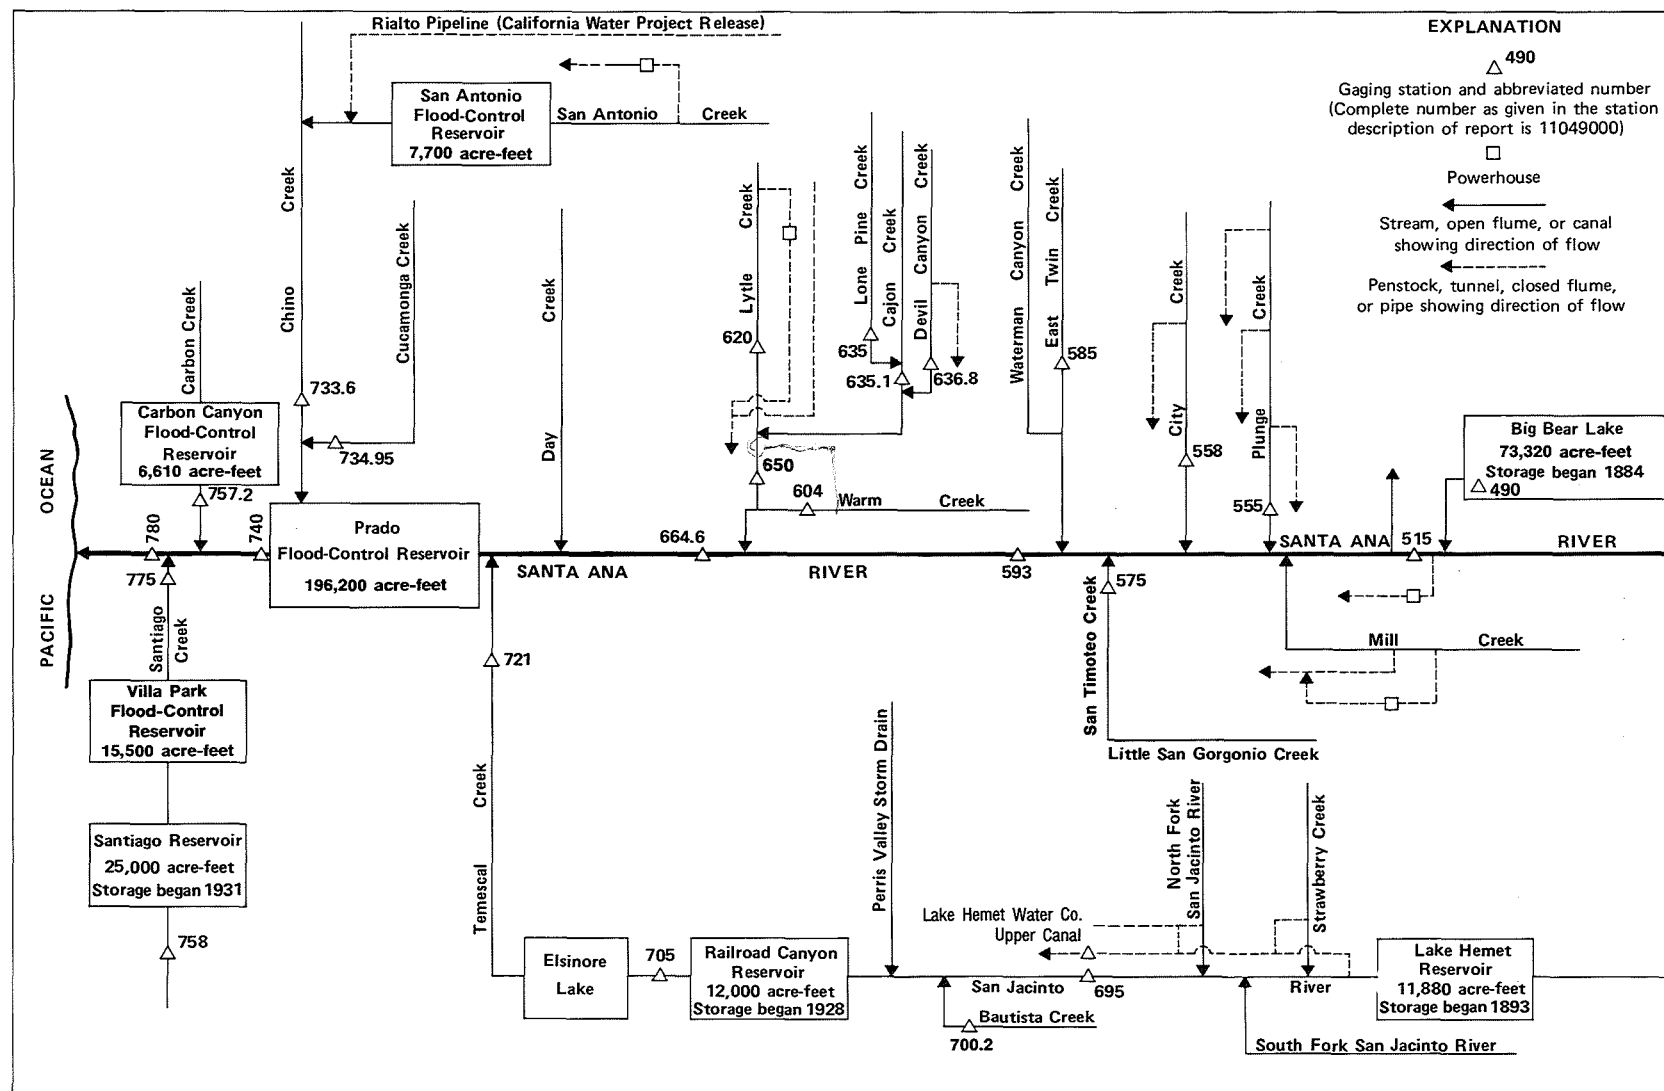 Rialto Pipeline (California Water Project Release)
EXPLANATION
490
Gaging station and abbreviated number
(Complete number as given in the station
description of report is 11049000)
Powerhouse
Stream, open flume, or canal
showing direction of flow
Penstock, tunnel, closed flume,
or pipe showing direction of flow
San Antonio
Flood-Control
Reservoir
7,700 acre-feet
San Antonio Creek
Chino Creek
Cucamonga Creek
Carbon Creek
Day Creek
Lytle Creek
Lone Pine Creek
Cajon Creek
Devil Canyon Creek
Waterman Canyon Creek
East Twin Creek
City Creek
Plunge Creek
620
635
635.1
636.8
585
733.6
734.95
Carbon Canyon
Flood-Control
Reservoir
6,610 acre-feet
757.2
650
604
Warm Creek
558
555
Big Bear Lake
73,320 acre-feet
Storage began 1884
490
PACIFIC OCEAN
780
740
Prado
Flood-Control Reservoir
196,200 acre-feet
664.6
SANTA ANA RIVER
593
SANTA ANA
515
RIVER
775
Santiago
Creek
721
575
San Timoteo Creek
Mill Creek
Little San Gorgonio Creek
Villa Park
Flood-Control
Reservoir
15,500 acre-feet
Santiago Reservoir
25,000 acre-feet
Storage began 1931
758
Temescal Creek
Perris Valley Storm Drain
North Fork
San Jacinto River
Strawberry Creek
Lake Hemet Water Co.
Upper Canal
Elsinore
Lake
705
Railroad Canyon
Reservoir
12,000 acre-feet
Storage began 1928
San Jacinto
695
River
Lake Hemet
Reservoir
11,880 acre-feet
Storage began 1893
Bautista Creek
700.2
South Fork San Jacinto River